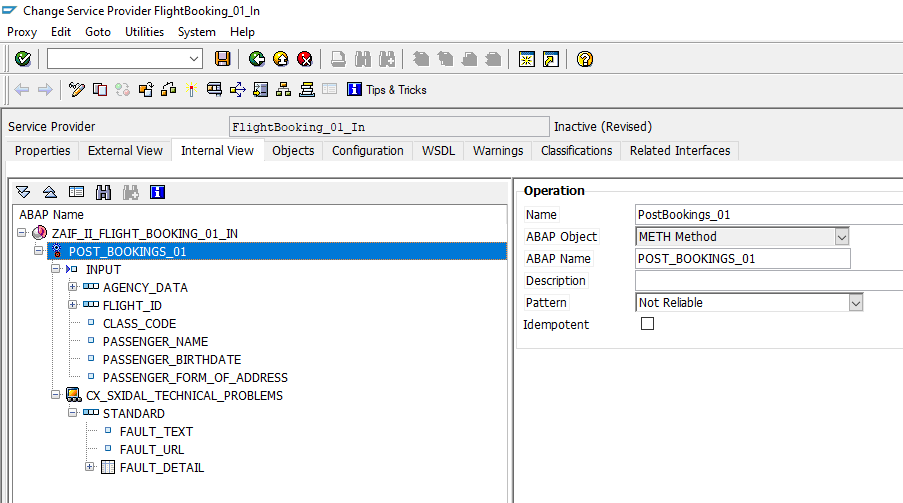 Change Service Provider FlightBooking_01_In
Proxy Edit Goto Utilities System Help
Tips & Tricks
Service Provider FlightBooking_01_In Inactive (Revised)
Properties External View Internal View Objects Configuration WSDL Warnings Classifications Related Interfaces
ABAP Name
ZAIF_II_FLIGHT_BOOKING_01_IN
POST_BOOKINGS_01
INPUT
AGENCY_DATA
FLIGHT_ID
CLASS_CODE
PASSENGER_NAME
PASSENGER_BIRTHDATE
PASSENGER_FORM_OF_ADDRESS
CX_SXIDAL_TECHNICAL_PROBLEMS
STANDARD
FAULT_TEXT
FAULT_URL
FAULT_DETAIL
Operation
Name PostBookings_01
ABAP Object METH Method
ABAP Name POST_BOOKINGS_01
Description
Pattern Not Reliable
Idempotent